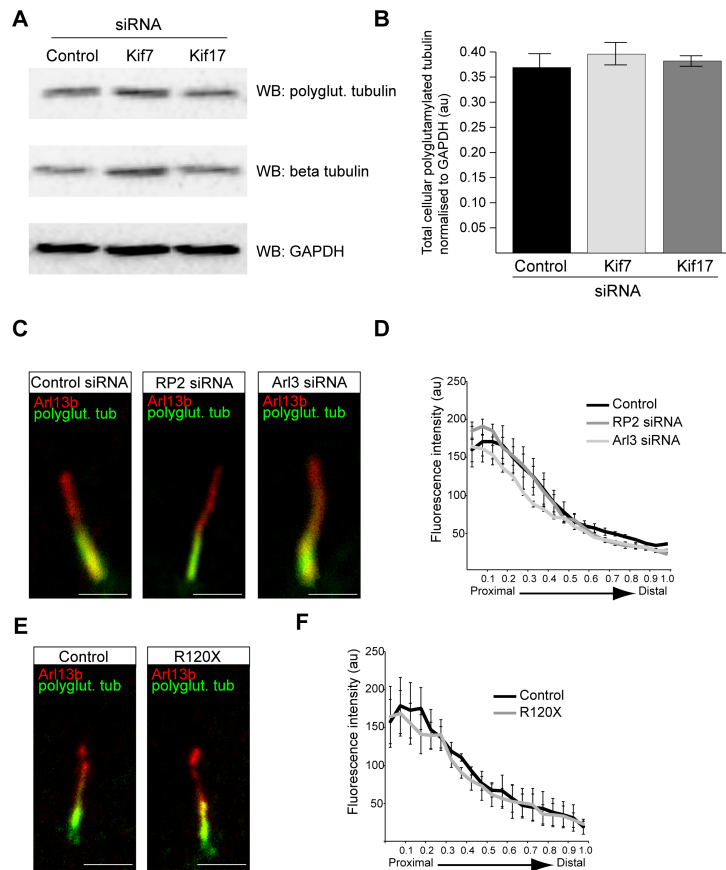 A
siRNA
Control Kif7 Kif17
WB: polyglut. tubulin
WB: beta tubulin
WB: GAPDH
B
Total cellular polyglutamylated tubulin
normalised to GAPDH (au)
0.40
0.35
0.30
0.25
0.20
0.15
0.10
0.05
Control Kif7 Kif17
siRNA
C
Control siRNA
Arl13b
polyglut. tub
RP2 siRNA
Arl13b
polyglut. tub
Arl3 siRNA
Arl13b
polyglut. tub
D
Fluorescence intensity (au)
250
200
150
100
50
Control
RP2 siRNA
Arl3 siRNA
0.1 0.2 0.3 0.4 0.5 0.6 0.7 0.8 0.9 1.0
Proximal Distal
E
Control
Arl13b
polyglut. tub
R120X
Arl13b
polyglut. tub
F
Fluorescence intensity (au)
250
200
150
100
50
Control
R120X
0.1 0.2 0.3 0.4 0.5 0.6 0.7 0.8 0.9 1.0
Proximal Distal